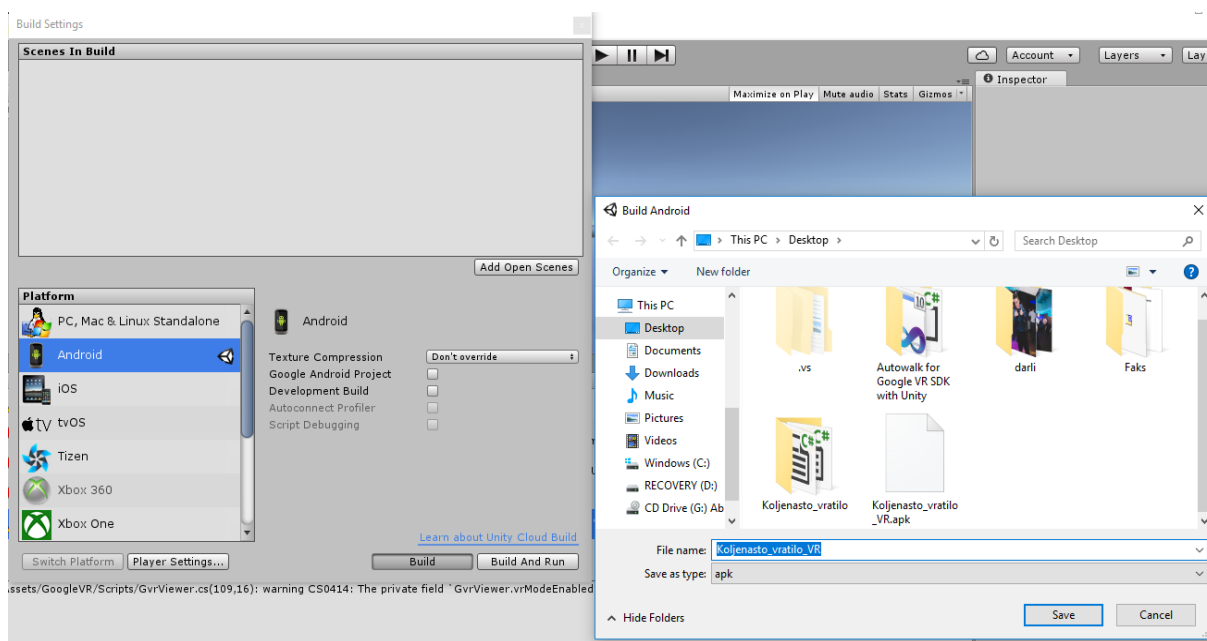 Build Settings
Scenes In Build
Add Open Scenes
Platform
PC, Mac & Linux Standalone
Android
iOS
tv tvOS
Tizen
Xbox 360
Xbox One
Android
Texture Compression Don't override
Google Android Project
Development Build
Autoconnect Profiler
Script Debugging
Learn about Unity Cloud Build
Switch Platform Player Settings... Build Build And Run
ssets/GoogleVR/Scripts/GvrViewer.cs(109,16): warning CS0414: The private field `GvrViewer.vrModeEnabled
Account Layers Lay
Inspector
Maximize on Play Mute audio Stats Gizmos
Build Android
This PC > Desktop >
Search Desktop
Organize New folder
This PC
Desktop
Documents
Downloads
Music
Pictures
Videos
Windows (C:)
RECOVERY (D:)
CD Drive (G:) Ab
.vs
Autowalk for
Google VR SDK
with Unity
darli
Faks
Koljenasto_vratilo
Koljenasto_vratilo
_VR.apk
File name: Koljenasto_vratilo_VR
Save as type: apk
Hide Folders
Save Cancel